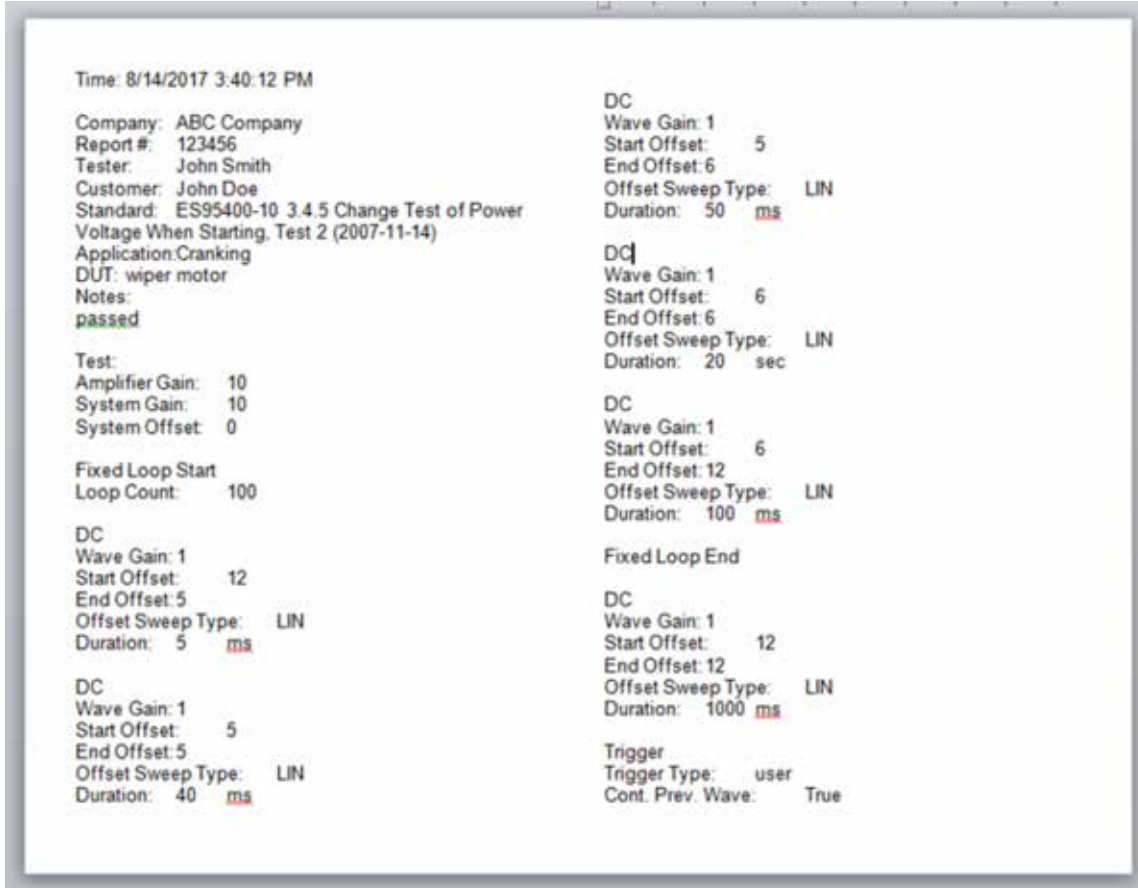 Time: 8/14/2017 3:40:12 PM
Company: ABC Company
Report #: 123456
Tester: John Smith
Customer: John Doe
Standard: ES95400-10 3.4.5 Change Test of Power
Voltage When Starting, Test 2 (2007-11-14)
Application:Cranking
DUT: wiper motor
Notes:
passed
Test:
Amplifier Gain: 10
System Gain: 10
System Offset: 0
Fixed Loop Start
Loop Count: 100
DC
Wave Gain: 1
Start Offset: 12
End Offset:5
Offset Sweep Type: LIN
Duration: 5 ms
DC
Wave Gain: 1
Start Offset: 5
End Offset:5
Offset Sweep Type: LIN
Duration: 40 ms
DC
Wave Gain: 1
Start Offset: 5
End Offset:6
Offset Sweep Type: LIN
Duration: 50 ms
DC
Wave Gain: 1
Start Offset: 6
End Offset:6
Offset Sweep Type: LIN
Duration: 20 sec
DC
Wave Gain: 1
Start Offset: 6
End Offset:12
Offset Sweep Type: LIN
Duration: 100 ms
Fixed Loop End
DC
Wave Gain: 1
Start Offset: 12
End Offset:12
Offset Sweep Type: LIN
Duration: 1000 ms
Trigger
Trigger Type: user
Cont. Prev. Wave: True